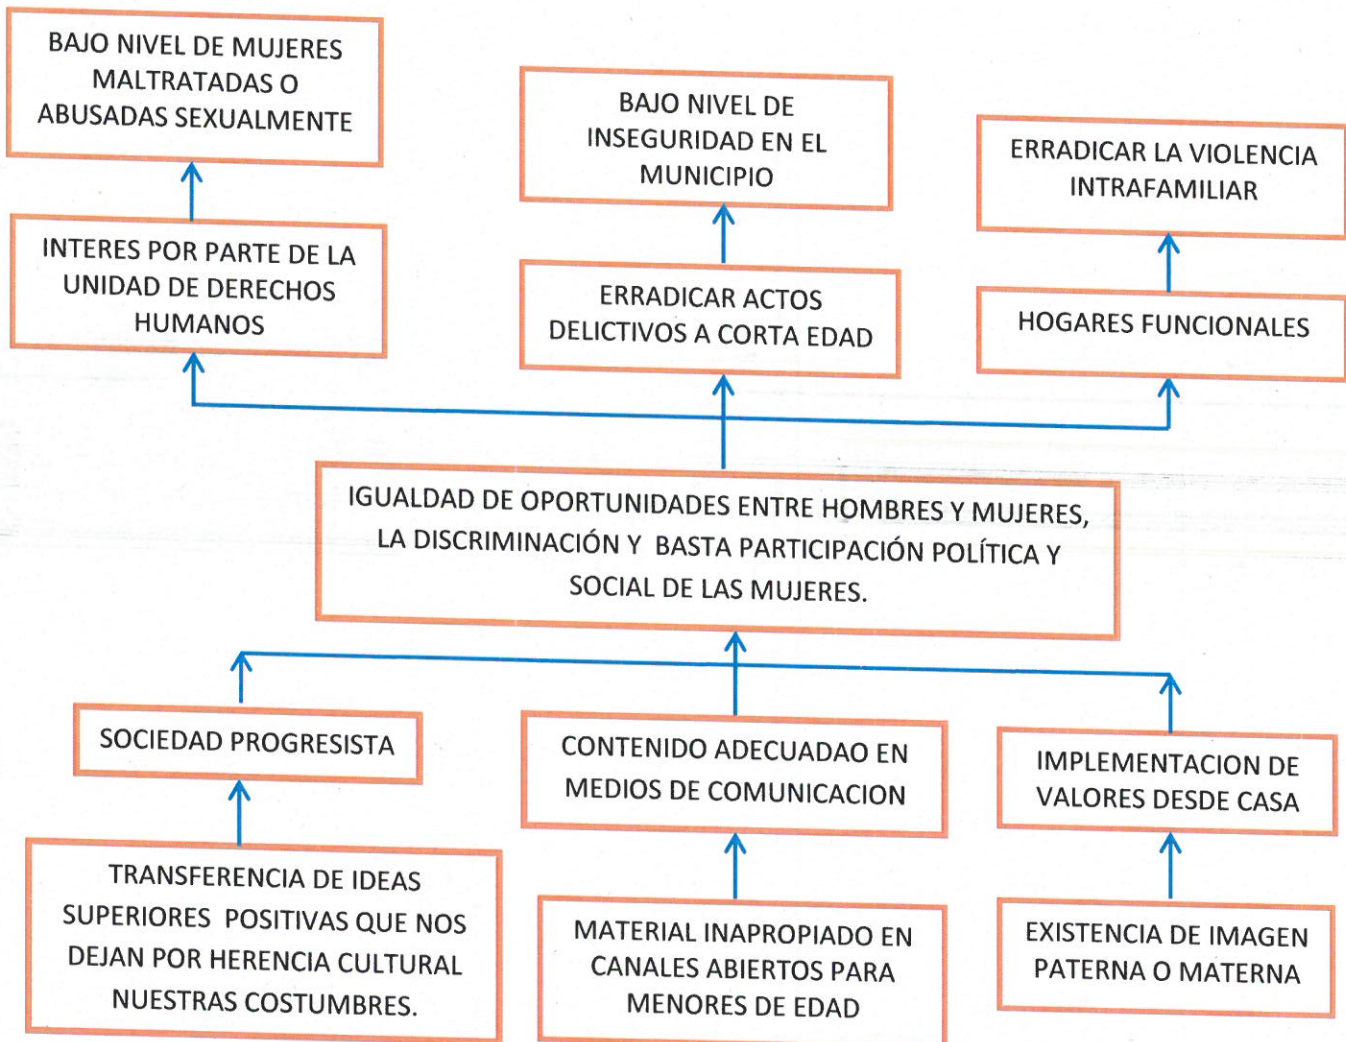 BAJO NIVEL DE MUJERES
MALTRATADAS O
ABUSADAS SEXUALMENTE
BAJO NIVEL DE
INSEGURIDAD EN EL
MUNICIPIO
ERRADICAR LA VIOLENCIA
INTRAFAMILIAR
INTERES POR PARTE DE LA
UNIDAD DE DERECHOS
HUMANOS
ERRADICAR ACTOS
DELICTIVOS A CORTA EDAD
HOGARES FUNCIONALES
IGUALDAD DE OPORTUNIDADES ENTRE HOMBRES Y MUJERES,
LA DISCRIMINACIÓN Y BASTA PARTICIPACIÓN POLÍTICA Y
SOCIAL DE LAS MUJERES.
SOCIEDAD PROGRESISTA
CONTENIDO ADECUADAO EN
MEDIOS DE COMUNICACION
IMPLEMENTACION DE
VALORES DESDE CASA
TRANSFERENCIA DE IDEAS
SUPERIORES POSITIVAS QUE NOS
DEJAN POR HERENCIA CULTURAL
NUESTRAS COSTUMBRES.
MATERIAL INAPROPIADO EN
CANALES ABIERTOS PARA
MENORES DE EDAD
EXISTENCIA DE IMAGEN
PATERNA O MATERNA